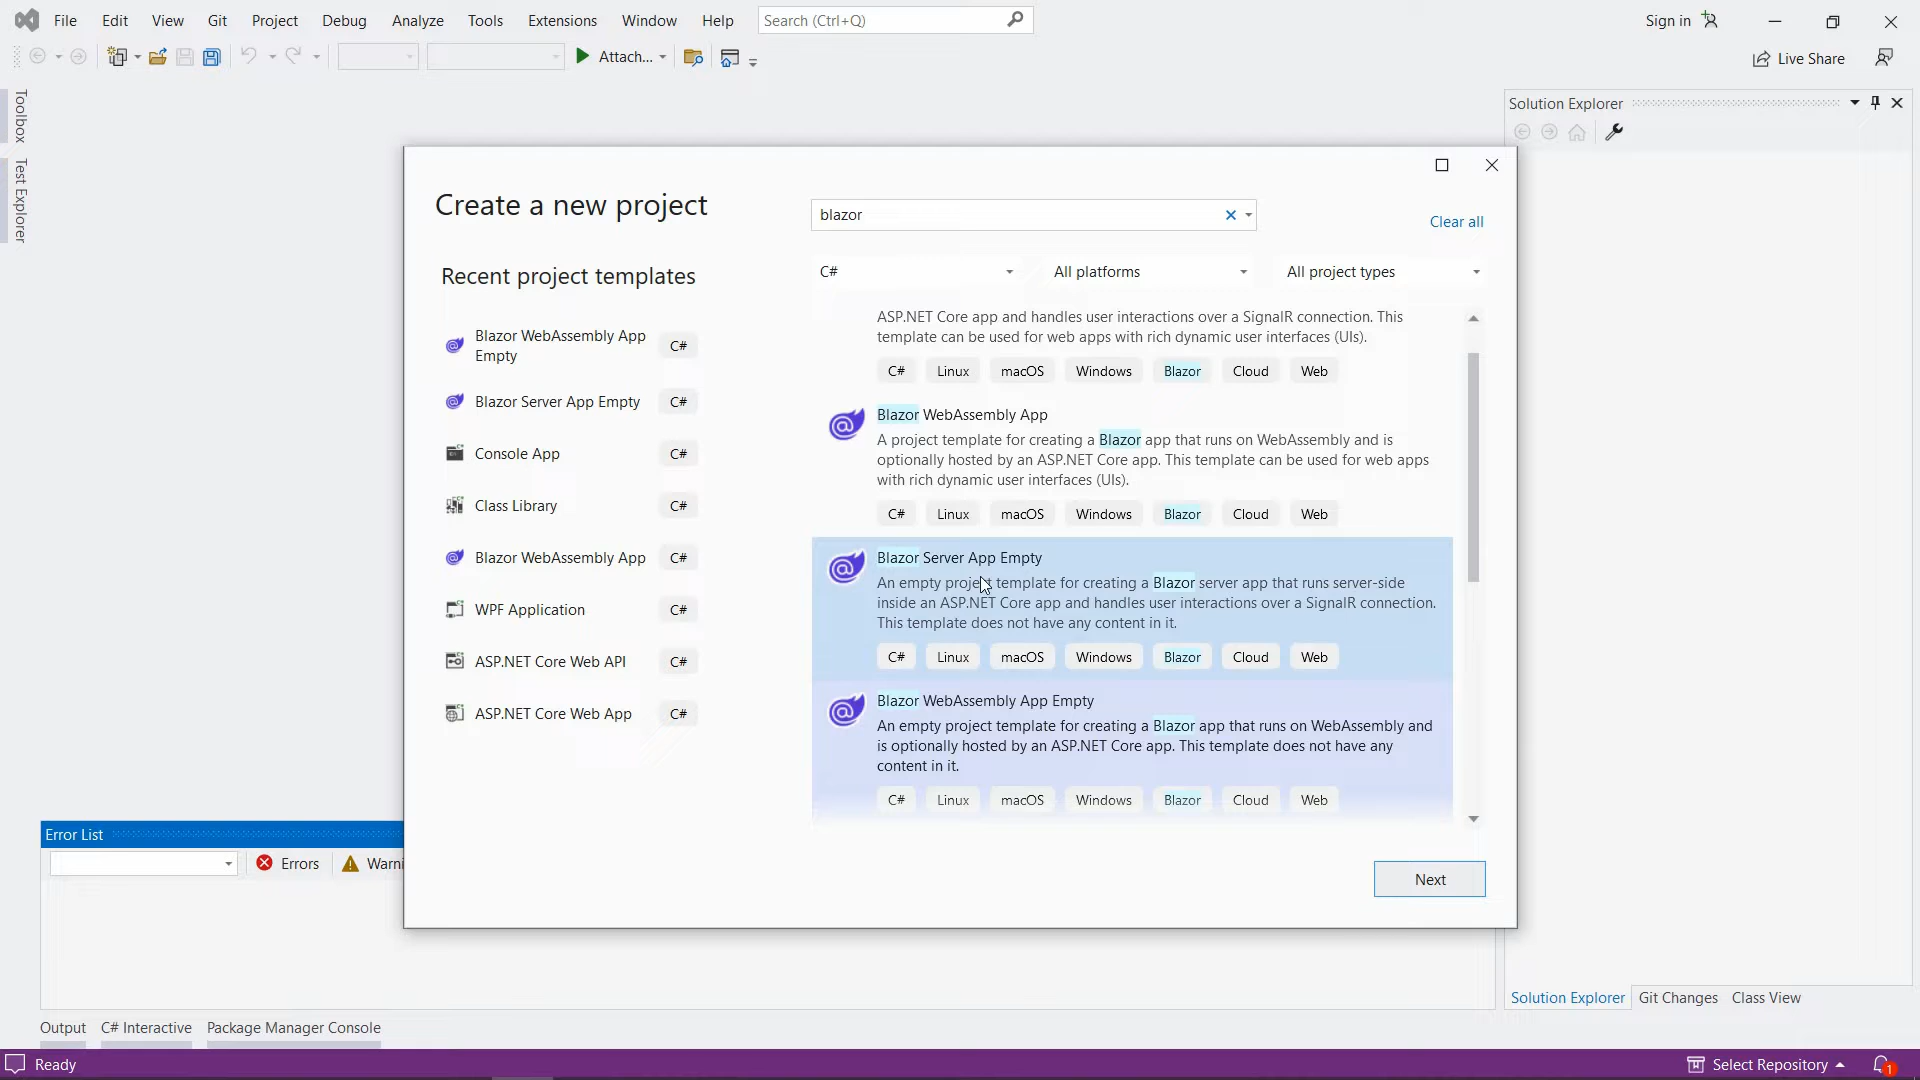 File Edit View Git Project Debug Analyze Tools Extensions Window Help Search (Ctrl+Q) Sign in
Attach... Live Share
Toolbox
Test Explorer
Solution Explorer
Create a new project
blazor
Clear all
C# All platforms All project types
Recent project templates
Blazor WebAssembly App
Empty
C#
Blazor Server App Empty C#
Console App C#
Class Library C#
Blazor WebAssembly App C#
WPF Application C#
ASP.NET Core Web API C#
ASP.NET Core Web App C#
ASP.NET Core app and handles user interactions over a SignalR connection. This
template can be used for web apps with rich dynamic user interfaces (UIs).
C# Linux macOS Windows Blazor Cloud Web
Blazor WebAssembly App
A project template for creating a Blazor app that runs on WebAssembly and is
optionally hosted by an ASP.NET Core app. This template can be used for web apps
with rich dynamic user interfaces (UIs).
C# Linux macOS Windows Blazor Cloud Web
Blazor Server App Empty
An empty project template for creating a Blazor server app that runs server-side
inside an ASP.NET Core app and handles user interactions over a SignalR connection.
This template does not have any content in it.
C# Linux macOS Windows Blazor Cloud Web
Blazor WebAssembly App Empty
An empty project template for creating a Blazor app that runs on WebAssembly and
is optionally hosted by an ASP.NET Core app. This template does not have any
content in it.
C# Linux macOS Windows Blazor Cloud Web
Next
Error List
Errors Warni
Solution Explorer Git Changes Class View
Output C# Interactive Package Manager Console
Ready Select Repository 1